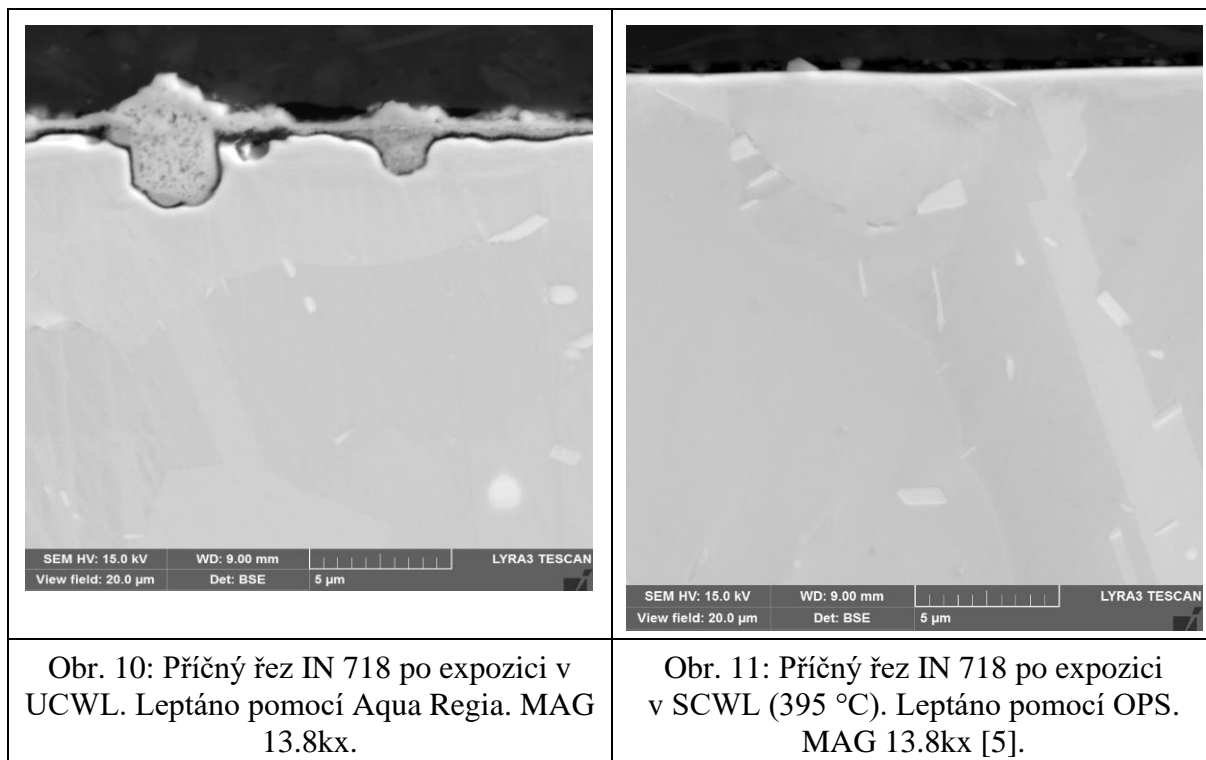 SEM HV: 15.0 kV WD: 9.00 mm LYRA3 TESCAN
View field: 20.0 µm Det: BSE 5 µm
SEM HV: 15.0 kV WD: 9.00 mm LYRA3 TESCAN
View field: 20.0 µm Det: BSE 5 µm
Obr. 10: Příčný řez IN 718 po expozici v
UCWL. Leptáno pomocí Aqua Regia. MAG
13.8kx.
Obr. 11: Příčný řez IN 718 po expozici
v SCWL (395 °C). Leptáno pomocí OPS.
MAG 13.8kx [5].